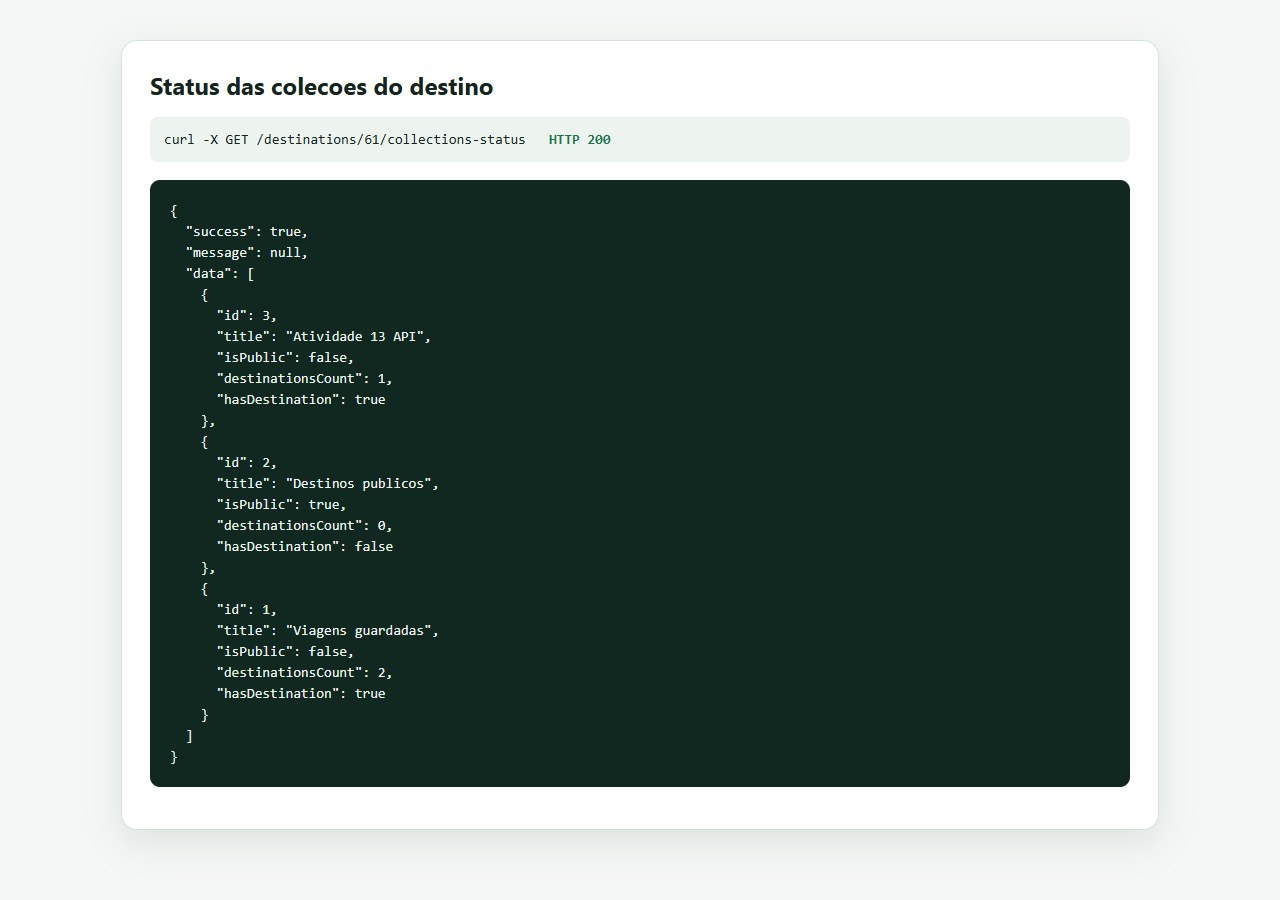 Status das colecoes do destino
curl -X GET /destinations/61/collections-status   HTTP 200
{
  "success": true,
  "message": null,
  "data": [
    {
      "id": 3,
      "title": "Atividade 13 API",
      "isPublic": false,
      "destinationsCount": 1,
      "hasDestination": true
    },
    {
      "id": 2,
      "title": "Destinos publicos",
      "isPublic": true,
      "destinationsCount": 0,
      "hasDestination": false
    },
    {
      "id": 1,
      "title": "Viagens guardadas",
      "isPublic": false,
      "destinationsCount": 2,
      "hasDestination": true
    }
  ]
}